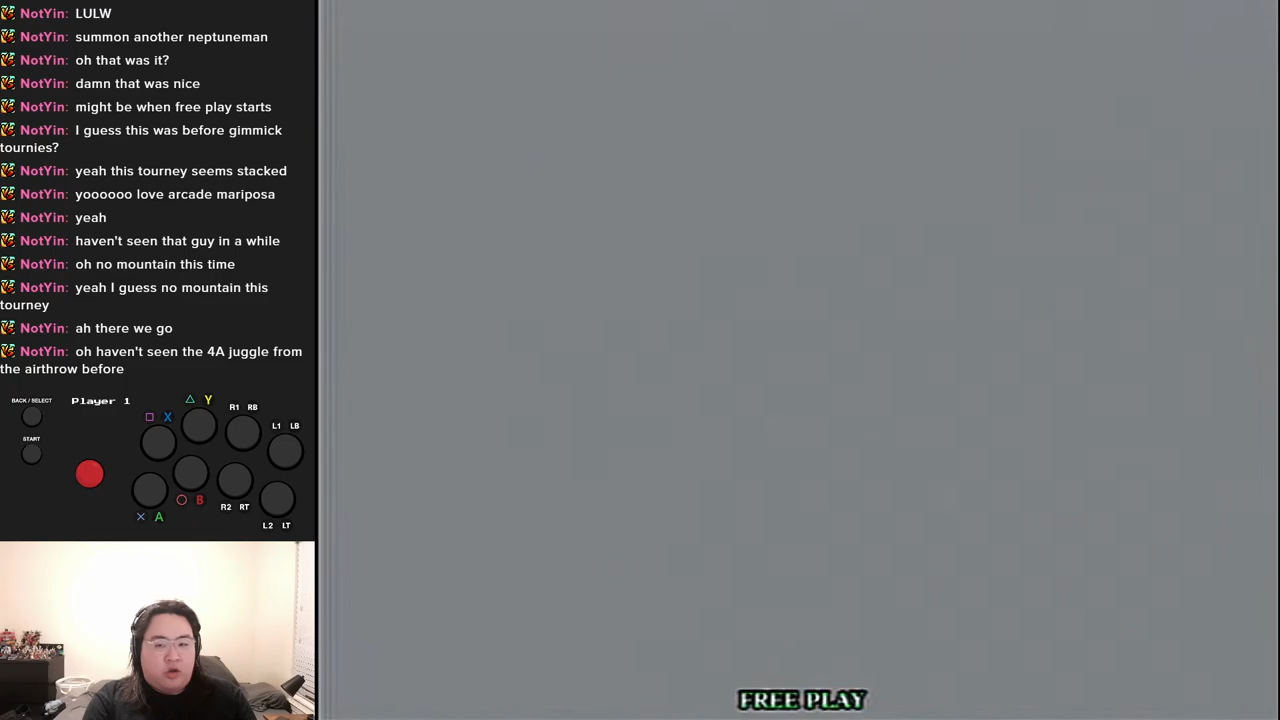 NotYin: LULW
NotYin: summon another neptuneman
NotYin: oh that was it?
NotYin: damn that was nice
NotYin: might be when free play starts
NotYin: I guess this was before gimmick
tournies?
NotYin: yeah this tourney seems stacked
NotYin: yoooooo love arcade mariposa
NotYin: yeah
NotYin: haven't seen that guy in a while
NotYin: oh no mountain this time
NotYin: yeah I guess no mountain this
tourney
NotYin: ah there we go
NotYin: oh haven't seen the 4A juggle from
the airthrow before
BACK / SELECT
Player 1
START
X
Y
R1 RB
L1 LB
A
B
R2 RT
L2 LT
FREE PLAY